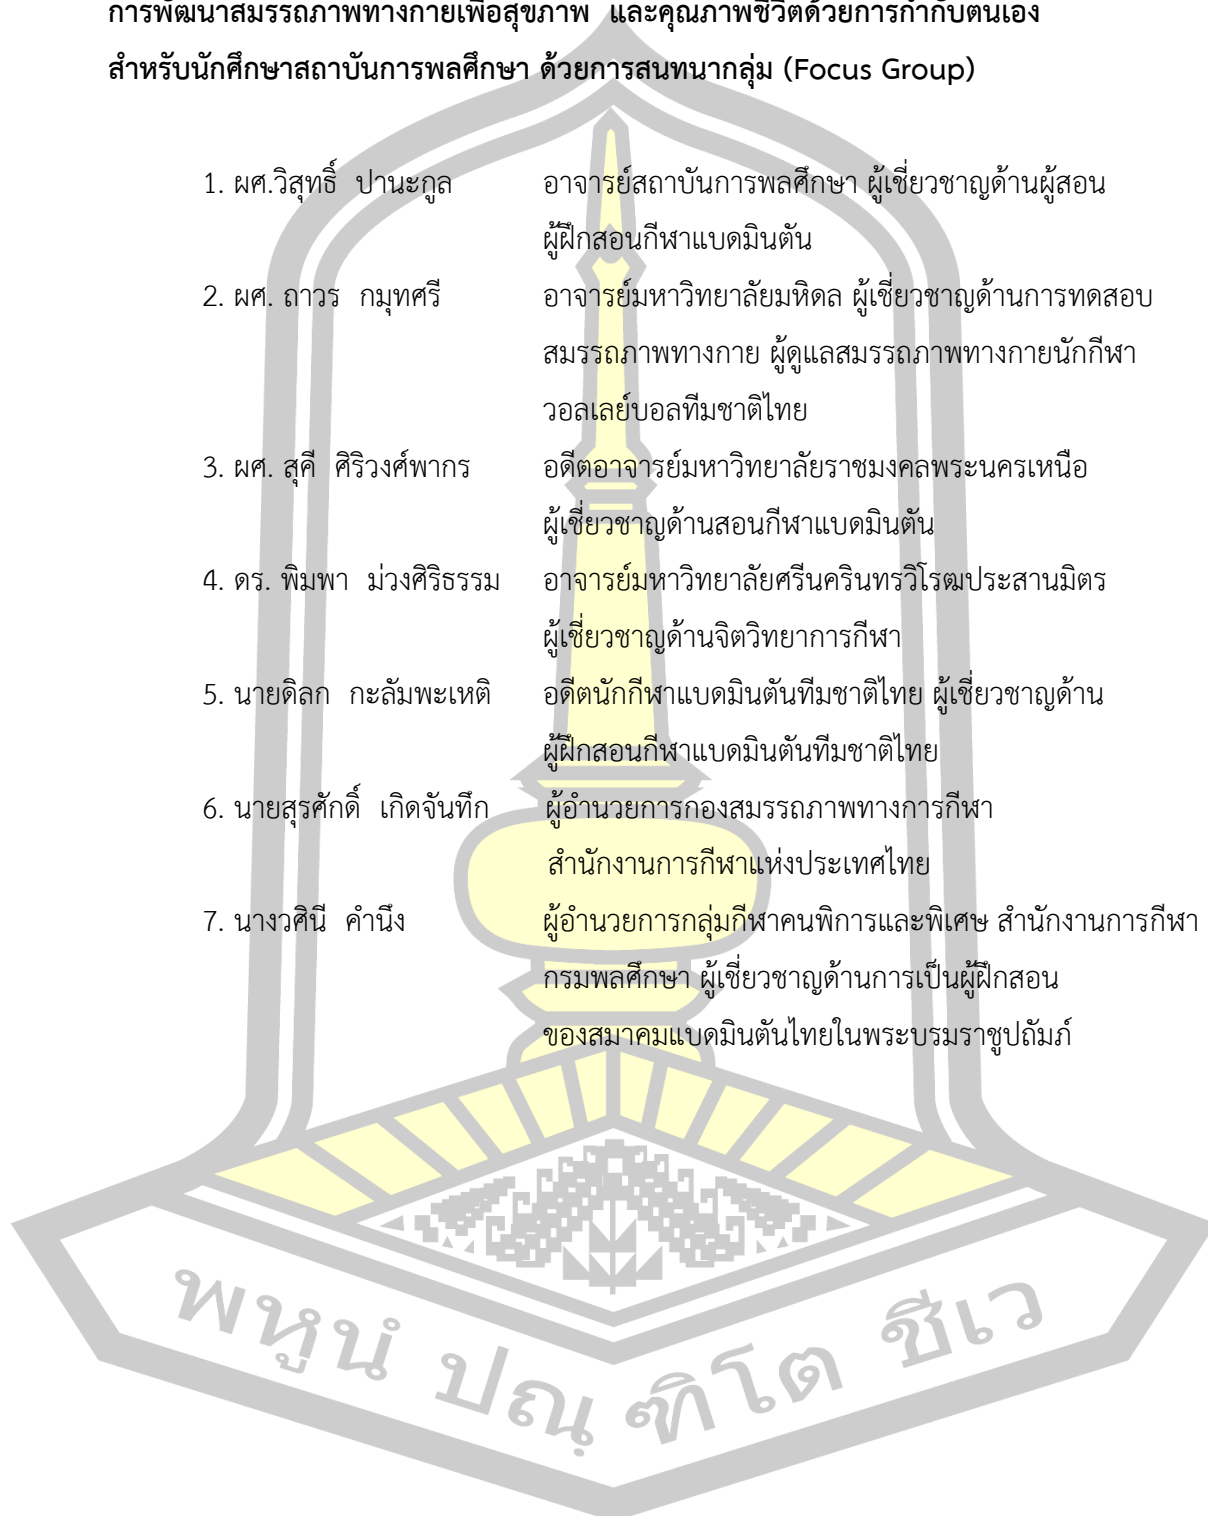 การพัฒนาสมรรถภาพทางกายเพื่อสุขภาพ และคุณภาพชีวิตด้วยการกำกับตนเอง
สำหรับนักศึกษาสถาบันการพลศึกษา ด้วยการสนทนากลุ่ม (Focus Group)
1. ผศ.วิสุทธิ์ ปานะกูล อาจารย์สถาบันการพลศึกษา ผู้เชี่ยวชาญด้านผู้สอน
ผู้ฝึกสอนกีฬาแบดมินตัน
2. ผศ. ถาวร กมุทศรี อาจารย์มหาวิทยาลัยมหิดล ผู้เชี่ยวชาญด้านการทดสอบ
สมรรถภาพทางกาย ผู้ดูแลสมรรถภาพทางกายนักกีฬา
วอลเลย์บอลทีมชาติไทย
3. ผศ. สุคี ศิริวงศ์พากร อดีตอาจารย์มหาวิทยาลัยราชมงคลพระนครเหนือ
ผู้เชี่ยวชาญด้านสอนกีฬาแบดมินตัน
4. ดร. พิมพา ม่วงศิริธรรม อาจารย์มหาวิทยาลัยศรีนครินทรวิโรฒประสานมิตร
ผู้เชี่ยวชาญด้านจิตวิทยาการกีฬา
5. นายดิลก กะลัมพะเหติ อดีตนักกีฬาแบดมินตันทีมชาติไทย ผู้เชี่ยวชาญด้าน
ผู้ฝึกสอนกีฬาแบดมินตันทีมชาติไทย
6. นายสุรศักดิ์ เกิดจันทึก ผู้อำนวยการกองสมรรถภาพทางการกีฬา
สำนักงานการกีฬาแห่งประเทศไทย
7. นางวศินี คำนึง ผู้อำนวยการกลุ่มกีฬาคนพิการและพิเศษ สำนักงานการกีฬา
กรมพลศึกษา ผู้เชี่ยวชาญด้านการเป็นผู้ฝึกสอน
ของสมาคมแบดมินตันไทยในพระบรมราชูปถัมภ์
พหูนํ ปณฺฑิโต ชีเว